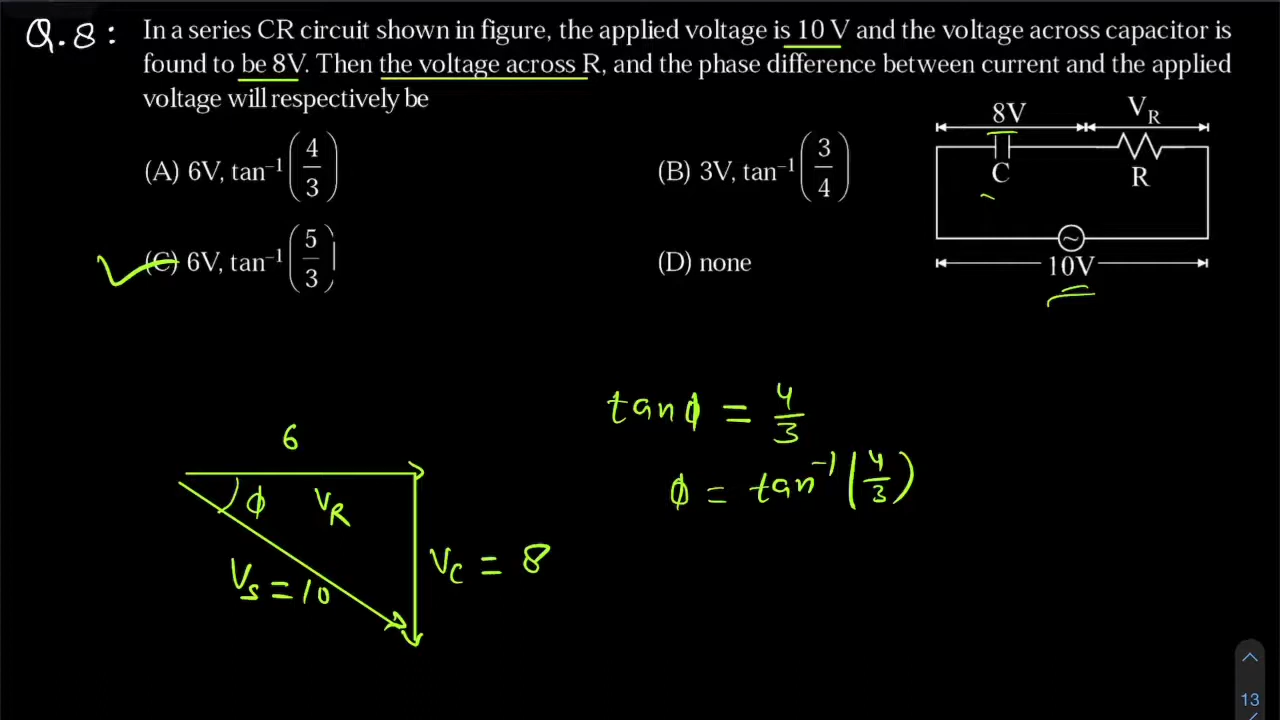 Q.8:
In a series CR circuit shown in figure, the applied voltage is 10 V and the voltage across capacitor is
found to be 8V. Then the voltage across R, and the phase difference between current and the applied
voltage will respectively be
(A) 6V, tan⁻¹(4/3)
(B) 3V, tan⁻¹(3/4)
(C) 6V, tan⁻¹(5/3)
(D) none
8V
V_R
C
R
~
10V
6
ϕ
V_R
V_S = 10
V_C = 8
tanϕ = 4/3
ϕ = tan⁻¹(4/3)
13